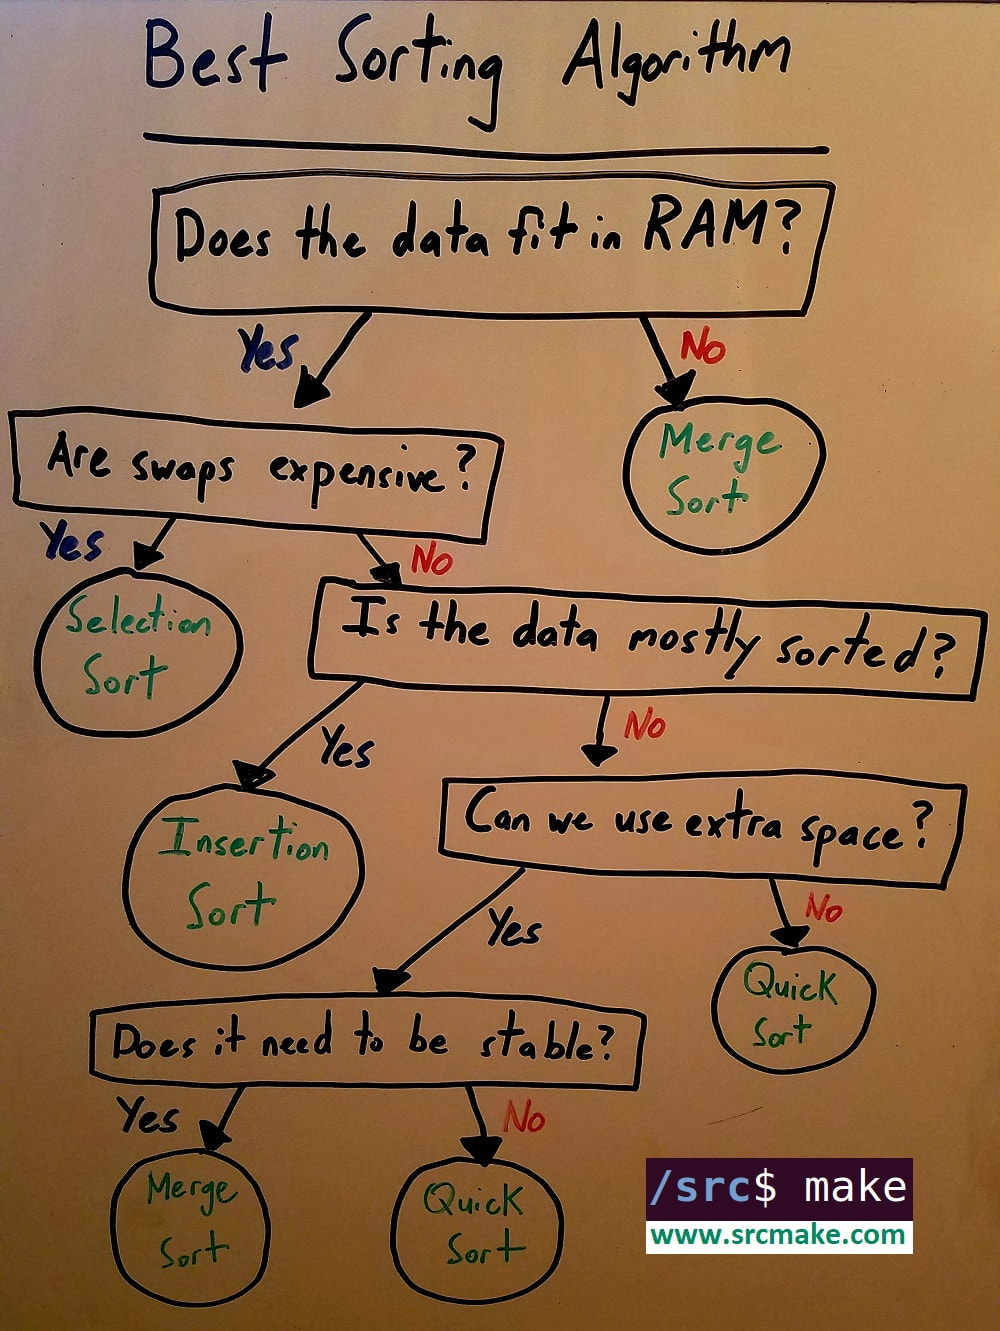 Best Sorting Algorithm
Does the data fit in RAM?
Yes
No
Are swaps expensive?
Merge
Sort
Yes
No
Selection
Sort
Is the data mostly sorted?
Yes
No
Insertion
Sort
Can we use extra space?
Yes
No
Quick
Sort
Does it need to be stable?
Yes
No
Merge
Sort
Quick
Sort
/src$ make
www.srcmake.com